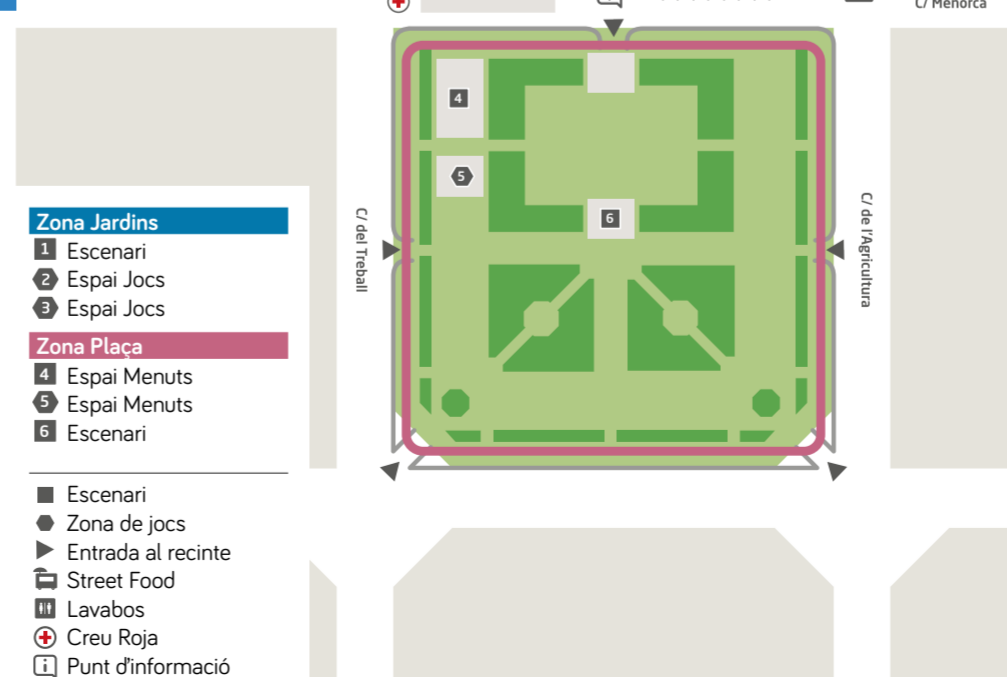 C/ Menorca
Zona Jardins
1 Escenari
2 Espai Jocs
3 Espai Jocs
Zona Plaça
4 Espai Menuts
5 Espai Menuts
6 Escenari
Escenari
Zona de jocs
Entrada al recinte
Street Food
Lavabos
Creu Roja
i Punt d'informació
C/ del Treball
4
5
6
C/ de l'Agricultura